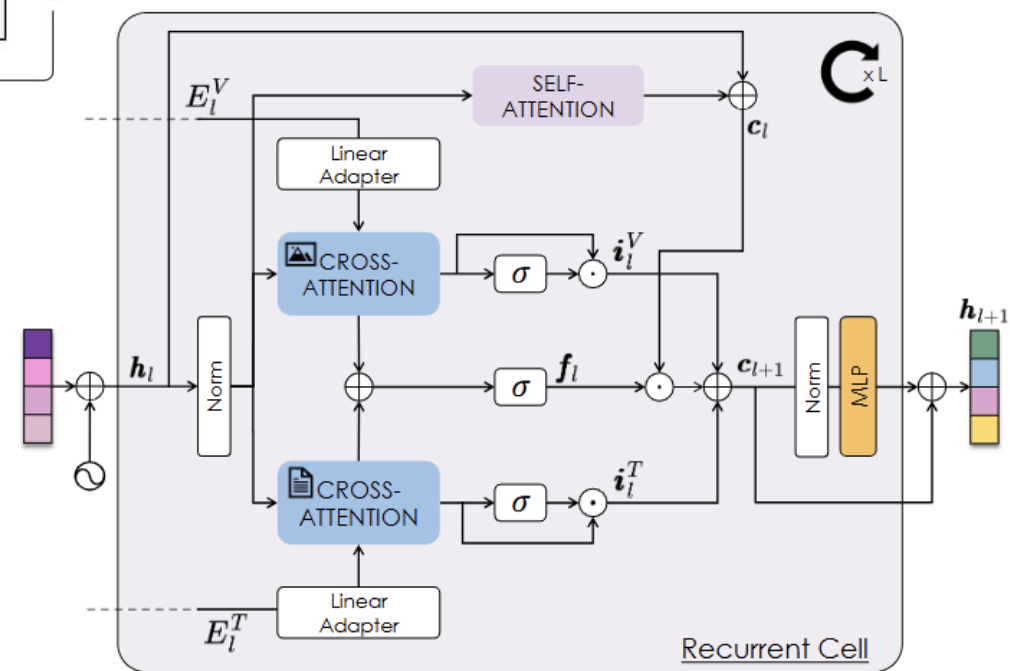 E_l^V
SELF-
ATTENTION
x L
c_l
Linear
Adapter
CROSS-
ATTENTION
σ
i_l^V
h_l
Norm
σ
f_l
c_{l+1}
Norm
MLP
h_{l+1}
CROSS-
ATTENTION
σ
i_l^T
Linear
Adapter
E_l^T
Recurrent Cell